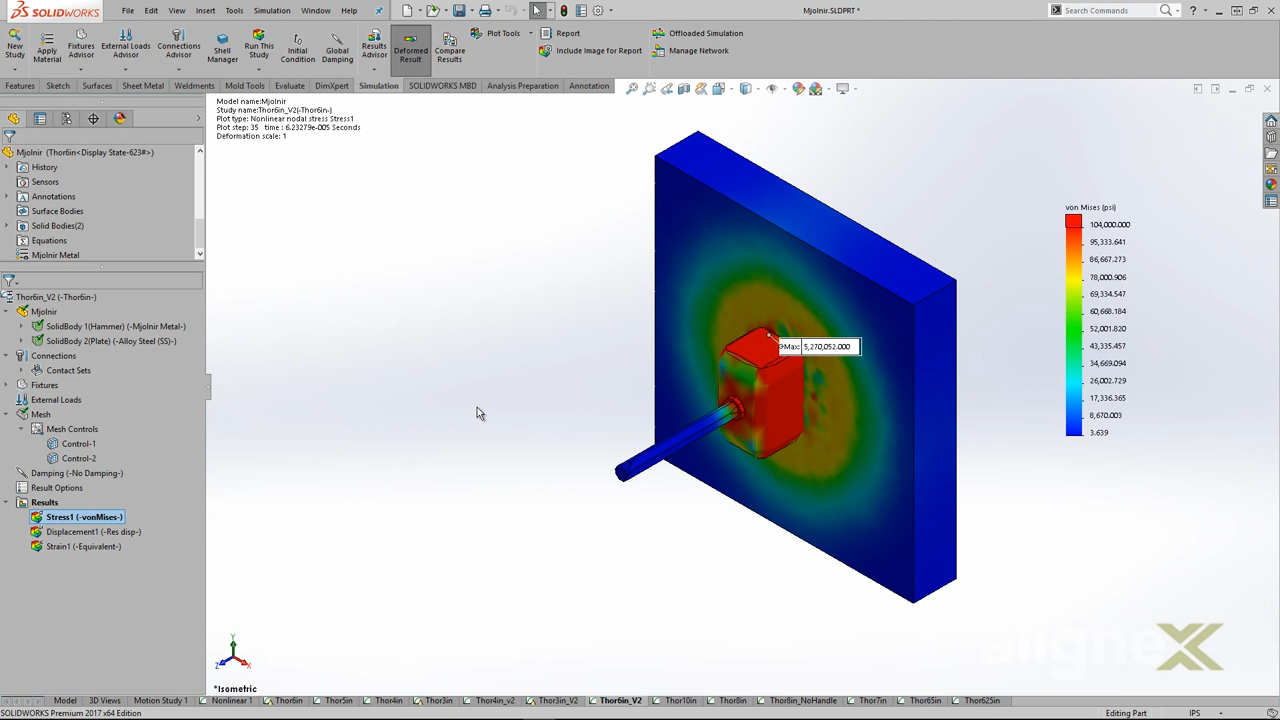 SOLIDWORKS
File Edit View Insert Tools Simulation Window Help
Mjolnir.SLDPRT *
Search Commands
New Study
Apply Material
Fixtures Advisor
External Loads Advisor
Connections Advisor
Shell Manager
Run This Study
Initial Condition
Global Damping
Results Advisor
Deformed Result
Compare Results
Plot Tools
Report
Include Image for Report
Offloaded Simulation
Manage Network
Features Sketch Surfaces Sheet Metal Weldments Mold Tools Evaluate DimXpert Simulation SOLIDWORKS MBD Analysis Preparation Annotation
Mjolnir (Thor6in<Display State-623#>)
History
Sensors
Annotations
Surface Bodies
Solid Bodies(2)
Equations
Mjolnir Metal
Thor6in_V2 (-Thor6in-)
Mjolnir
SolidBody 1(Hammer) (-Mjolnir Metal-)
SolidBody 2(Plate) (-Alloy Steel (SS)-)
Connections
Contact Sets
Fixtures
External Loads
Mesh
Mesh Controls
Control-1
Control-2
Damping (-No Damping-)
Result Options
Results
Stress1 (-vonMises-)
Displacement1 (-Res disp-)
Strain1 (-Equivalent-)
Model name:Mjolnir
Study name:Thor6in_V2(-Thor6in-)
Plot type: Nonlinear nodal stress Stress1
Plot step: 35 time : 6.23279e-005 Seconds
Deformation scale: 1
Max: 5,270,052.000
von Mises (psi)
104,000.000
95,333.641
86,667.273
78,000.906
69,334.547
60,668.184
52,001.820
43,335.457
34,669.094
26,002.729
17,336.365
8,670.003
3.639
alignex
Y
Z X
*Isometric
Model 3D Views Motion Study 1 Nonlinear 1 Thor6in Thor5in Thor4in Thor3in Thor4in_v2 Thor3in_V2 Thor6in_V2 Thor10in Thor8in Thor8in_NoHandle Thor7in Thor65in Thor625in
SOLIDWORKS Premium 2017 x64 Edition
Editing Part
IPS